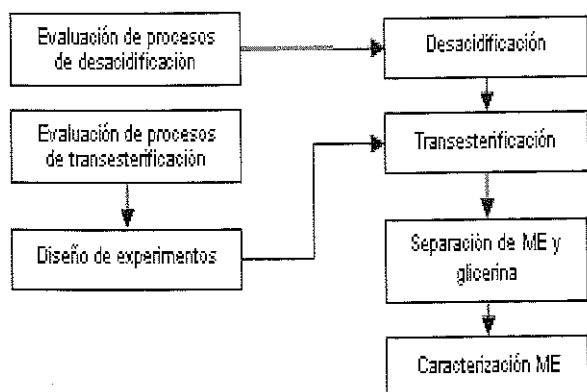 Evaluación de procesos
de desacidificación
Desacidificación
Evaluación de procesos
de transesterificación
Transesterificación
Diseño de experimentos
Separación de ME y
glicerina
Caracterización ME